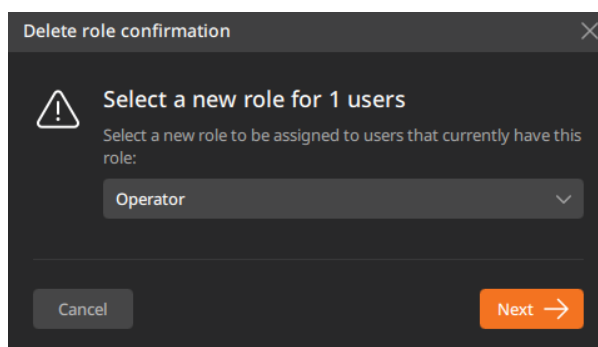 Delete role confirmation
Select a new role for 1 users
Select a new role to be assigned to users that currently have this
role:
Operator
Cancel
Next